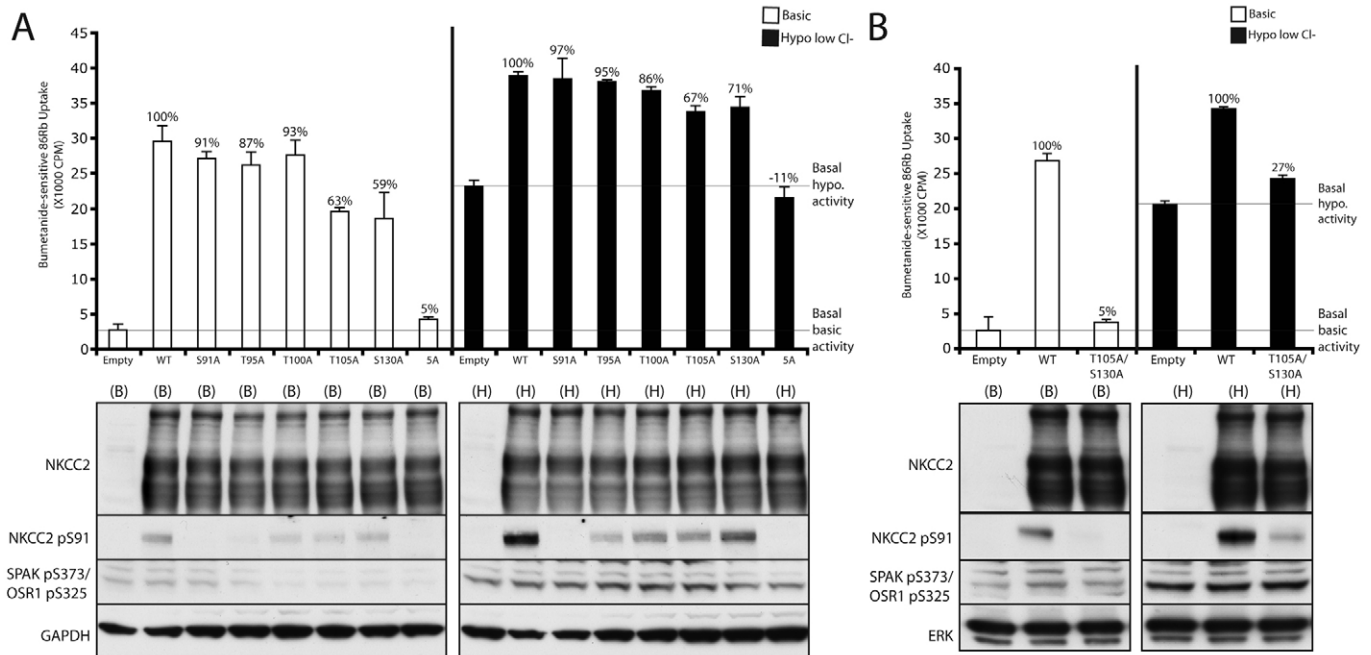 A
Basic
Hypo low Cl-
Bumetanide-sensitive 86Rb Uptake
(X1000 CPM)
45
40
35
30
25
20
15
10
5
0
100%
91%
87%
93%
63%
59%
5%
100%
97%
95%
86%
67%
71%
-11%
Basal
hypo.
activity
Basal
basic
activity
Empty WT S91A T95A T100A T105A S130A 5A Empty WT S91A T95A T100A T105A S130A 5A
(B) (B) (B) (B) (B) (B) (B) (B) (H) (H) (H) (H) (H) (H) (H) (H)
NKCC2
NKCC2 pS91
SPAK pS373/
OSR1 pS325
GAPDH
B
Basic
Hypo low Cl-
Bumetanide-sensitive 86Rb Uptake
(X1000 CPM)
40
35
30
25
20
15
10
5
0
100%
5%
100%
27%
Basal
hypo.
activity
Basal
basic
activity
Empty WT T105A/
S130A
Empty WT T105A/
S130A
(B) (B) (B) (H) (H) (H)
NKCC2
NKCC2 pS91
SPAK pS373/
OSR1 pS325
ERK